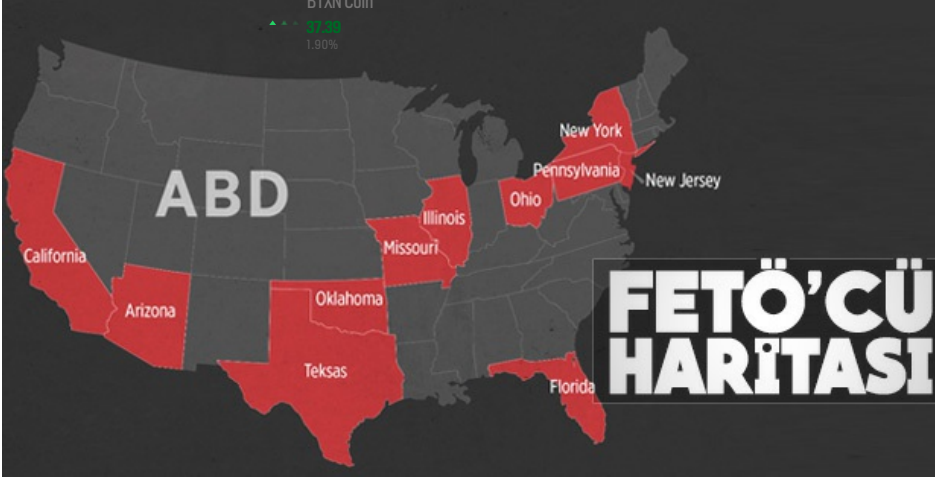 BTXN Coin
37.39
1.90%
New York
Pennsylvania
New Jersey
ABD
Ohio
Illinois
Missouri
California
Oklahoma
Arizona
Teksas
Florida
FETÖ'CÜ
HARİTASI